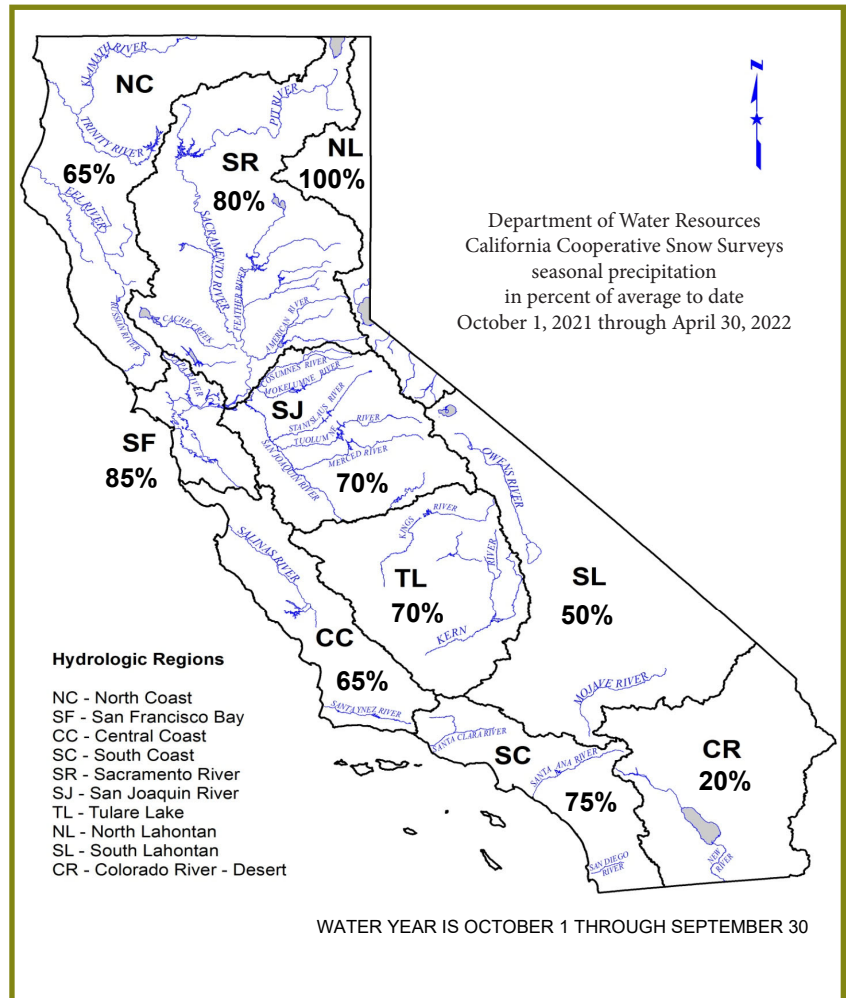 KLAMATH RIVER
NC
PIT RIVER
TRINITY RIVER
NL
100%
SR
80%
65%
EEL RIVER
Department of Water Resources
California Cooperative Snow Surveys
seasonal precipitation
in percent of average to date
October 1, 2021 through April 30, 2022
SACRAMENTO RIVER
FEATHER RIVER
RUSSIAN RIVER
CACHE CREEK
AMERICAN RIVER
RIVER
COSUMNES RIVER
MOKELUMNE RIVER
SJ
STANISLAUS RIVER
TUOLUMNE RIVER
MERCED RIVER
SAN JOAQUIN RIVER
70%
SF
85%
OWENS RIVER
SALINAS RIVER
KINGS RIVER
RIVER
KERN
TL
70%
SL
50%
CC
65%
Hydrologic Regions
NC - North Coast
SF - San Francisco Bay
CC - Central Coast
SC - South Coast
SR - Sacramento River
SJ - San Joaquin River
TL - Tulare Lake
NL - North Lahontan
SL - South Lahontan
CR - Colorado River - Desert
SANTA YNEZ RIVER
SANTA CLARA RIVER
MOJAVE RIVER
SC
SANTA ANA RIVER
75%
CR
20%
SAN DIEGO
RIVER
NEW
RIVER
WATER YEAR IS OCTOBER 1 THROUGH SEPTEMBER 30